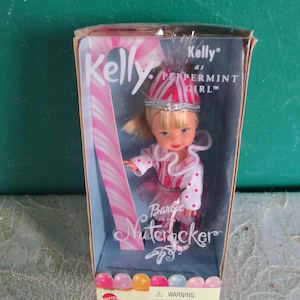 Kelly®
Kelly®
as
PEPPERMINT
GIRL™
Barbie
Nutcracker
WARNING: